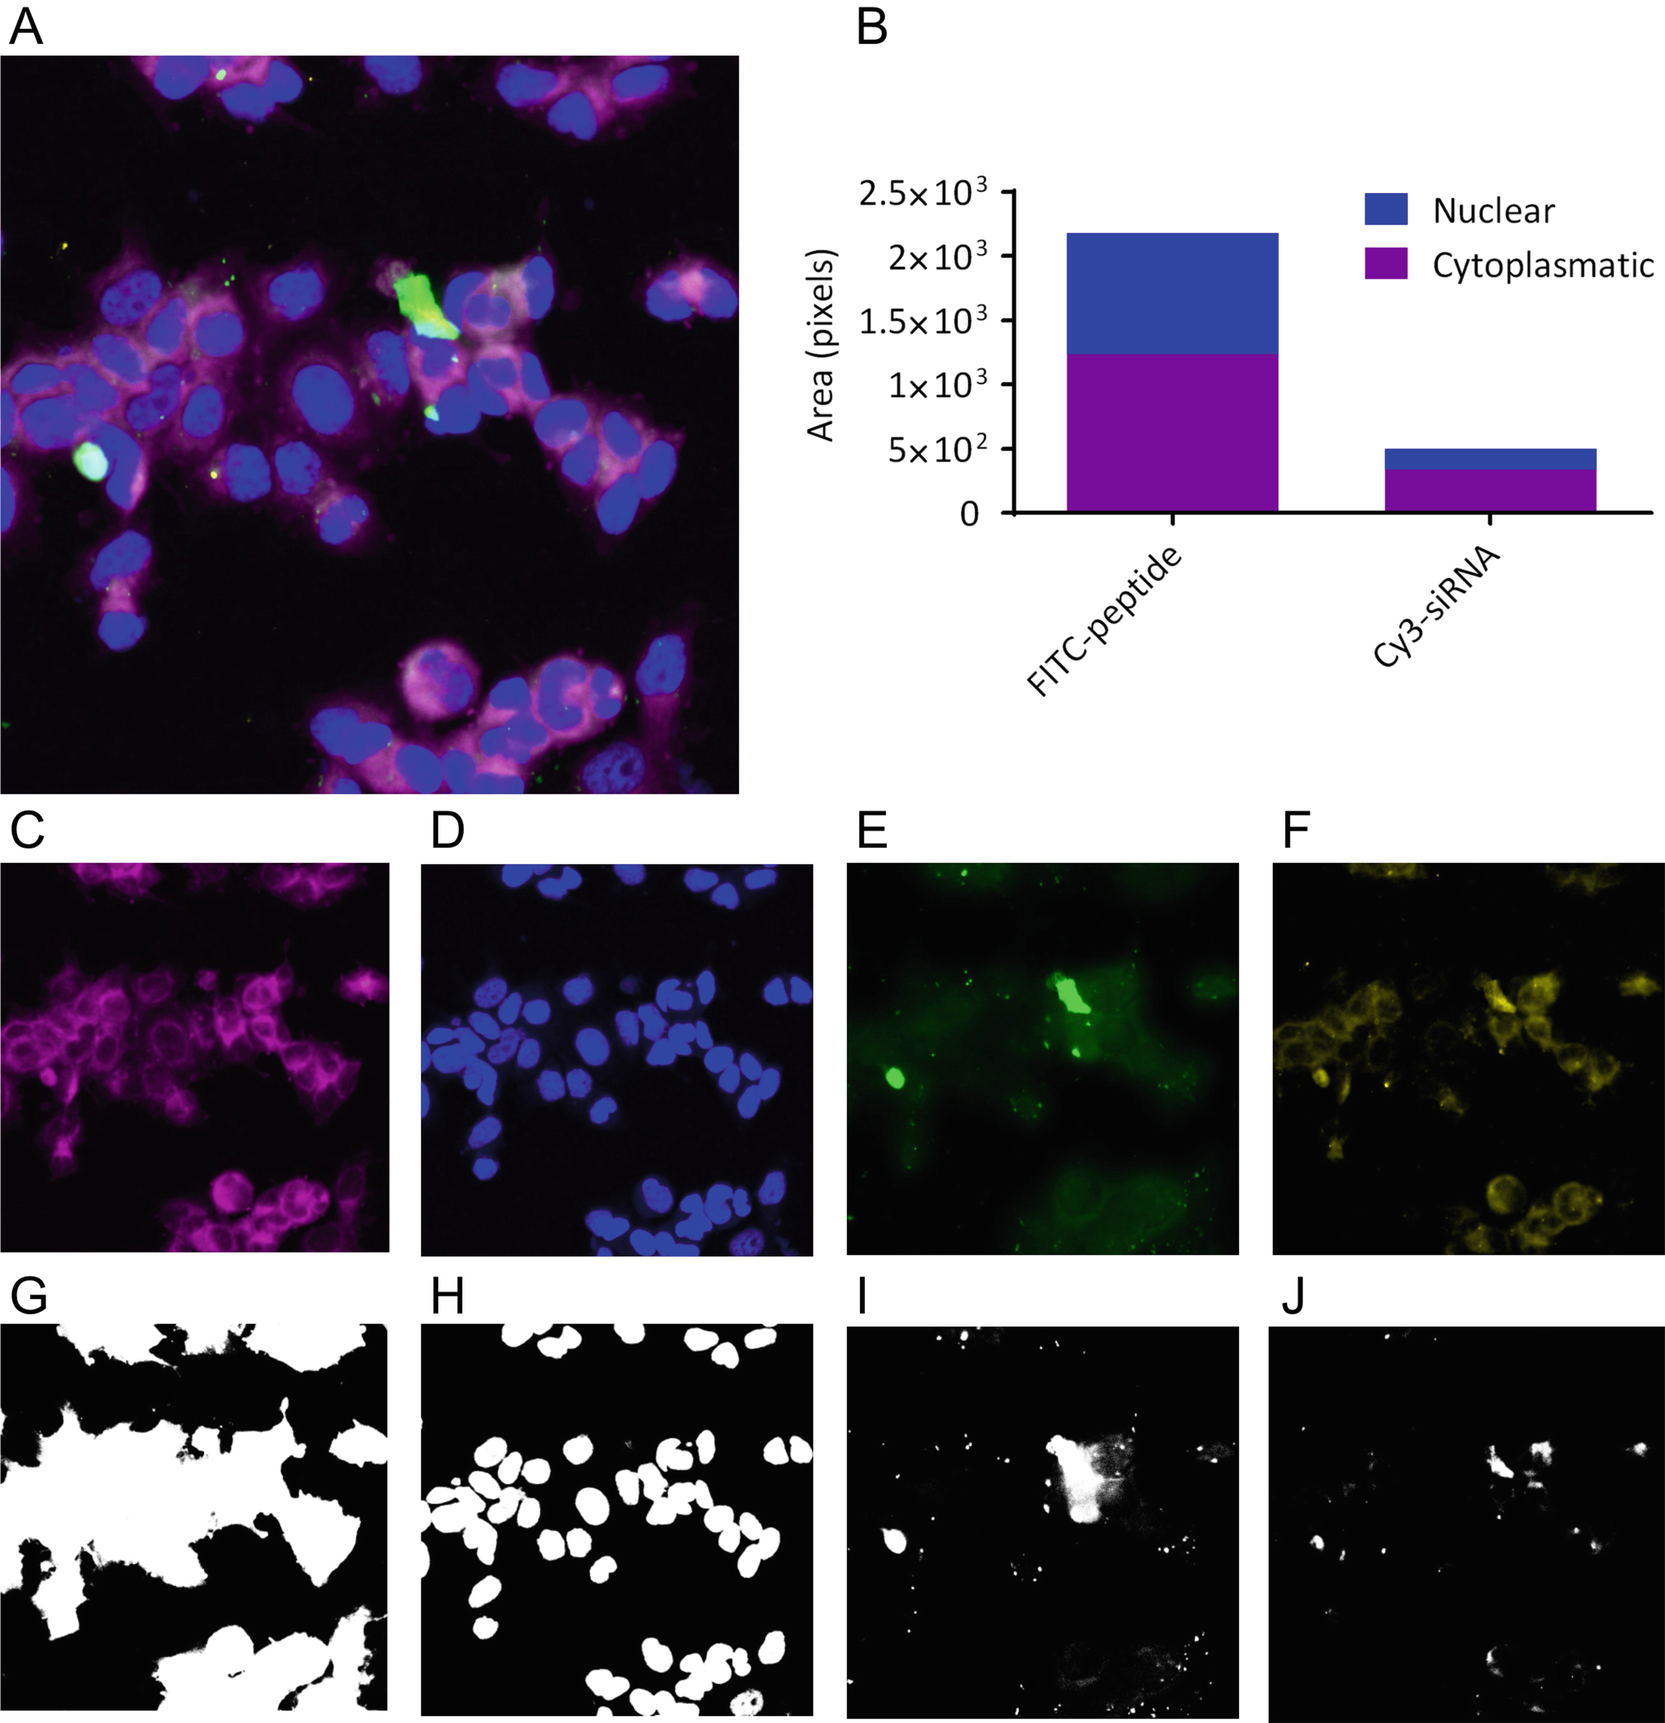 A
B
2.5×10³
2×10³
1.5×10³
1×10³
5×10²
0
Area (pixels)
Nuclear
Cytoplasmatic
FITC-peptide
Cy3-siRNA
C
D
E
F
G
H
I
J